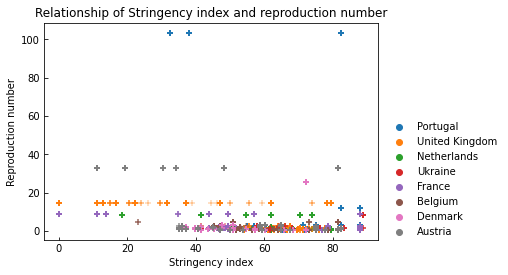 Relationship of Stringency index and reproduction number
100
80
60
40
20
0
Reproduction number
0 20 40 60 80
Stringency index
Portugal
United Kingdom
Netherlands
Ukraine
France
Belgium
Denmark
Austria